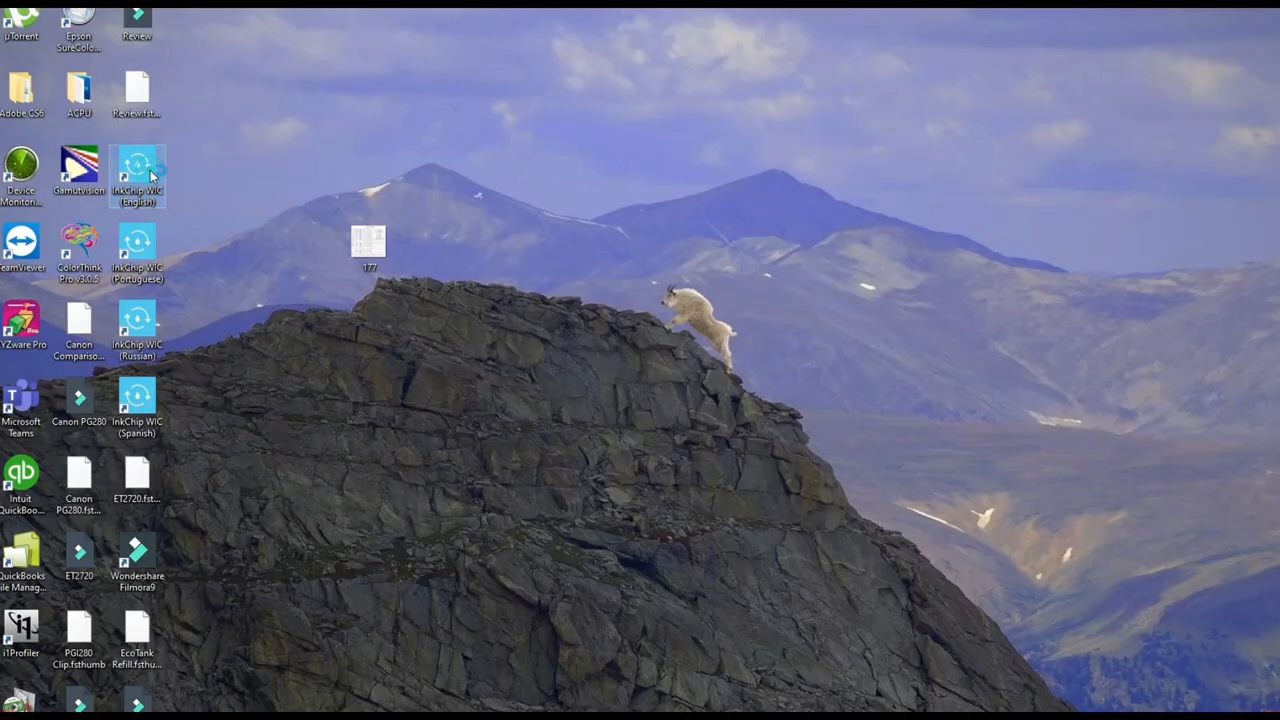 µTorrent
Epson
SureColo...
Review
Adobe CS6
ACPU
Review.fst...
Device
Monitori...
Gamutvision
InkChip WIC
(English)
eamViewer
ColorThink
Pro v3.0.5
InkChip WIC
(Portuguese)
177
YZware Pro
Canon
Compariso...
InkChip WIC
(Russian)
T
Microsoft
Teams
Canon PG280
InkChip WIC
(Spanish)
qb
Intuit
QuickBoo...
Canon
PG280.fst...
ET2720.fst...
QuickBooks
ile Manag...
ET2720
Wondershare
Filmora9
i1
i1Profiler
PGI280
Clip.fsthumb
EcoTank
Refill.fsthu...